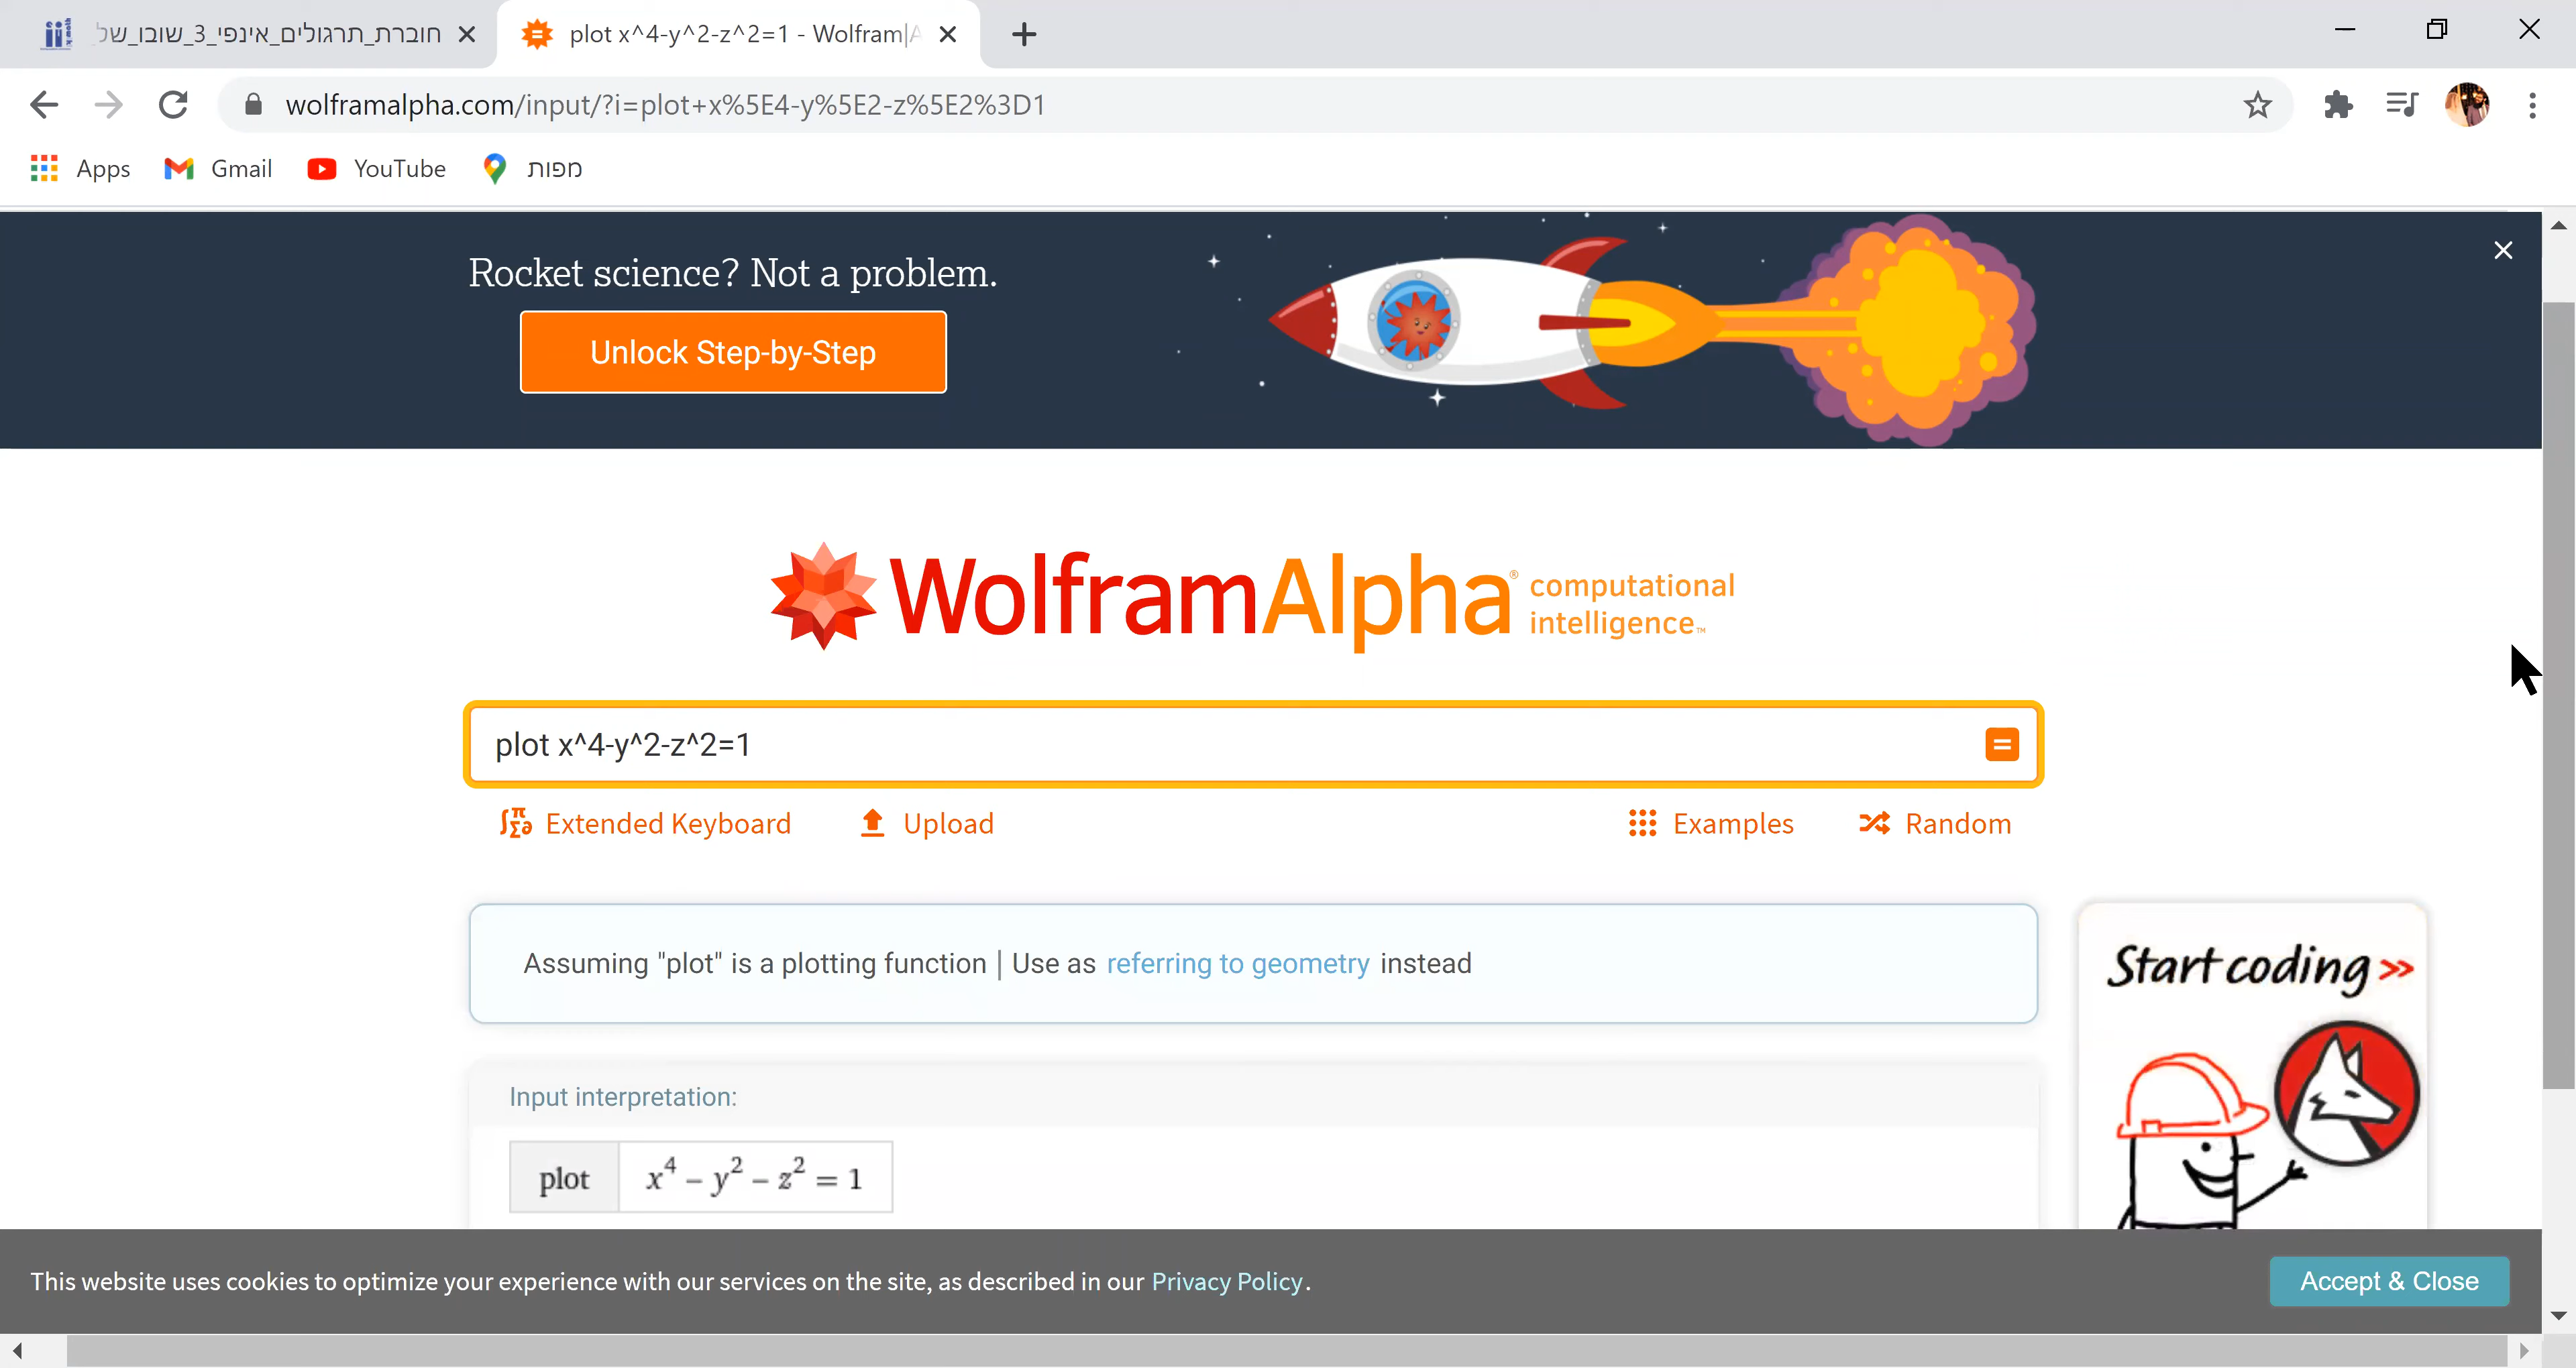 חוברת_תרגולים_אינפי_3_שובו_של
plot x^4-y^2-z^2=1 - Wolfram|A
wolframalpha.com/input/?i=plot+x%5E4-y%5E2-z%5E2%3D1
Apps Gmail YouTube מפות
Rocket science? Not a problem.
Unlock Step-by-Step
WolframAlpha® computational intelligence™
plot x^4-y^2-z^2=1
Extended Keyboard Upload Examples Random
Assuming "plot" is a plotting function | Use as referring to geometry instead
Start coding >>
Input interpretation:
plot x⁴ – y² – z² = 1
This website uses cookies to optimize your experience with our services on the site, as described in our Privacy Policy.
Accept & Close